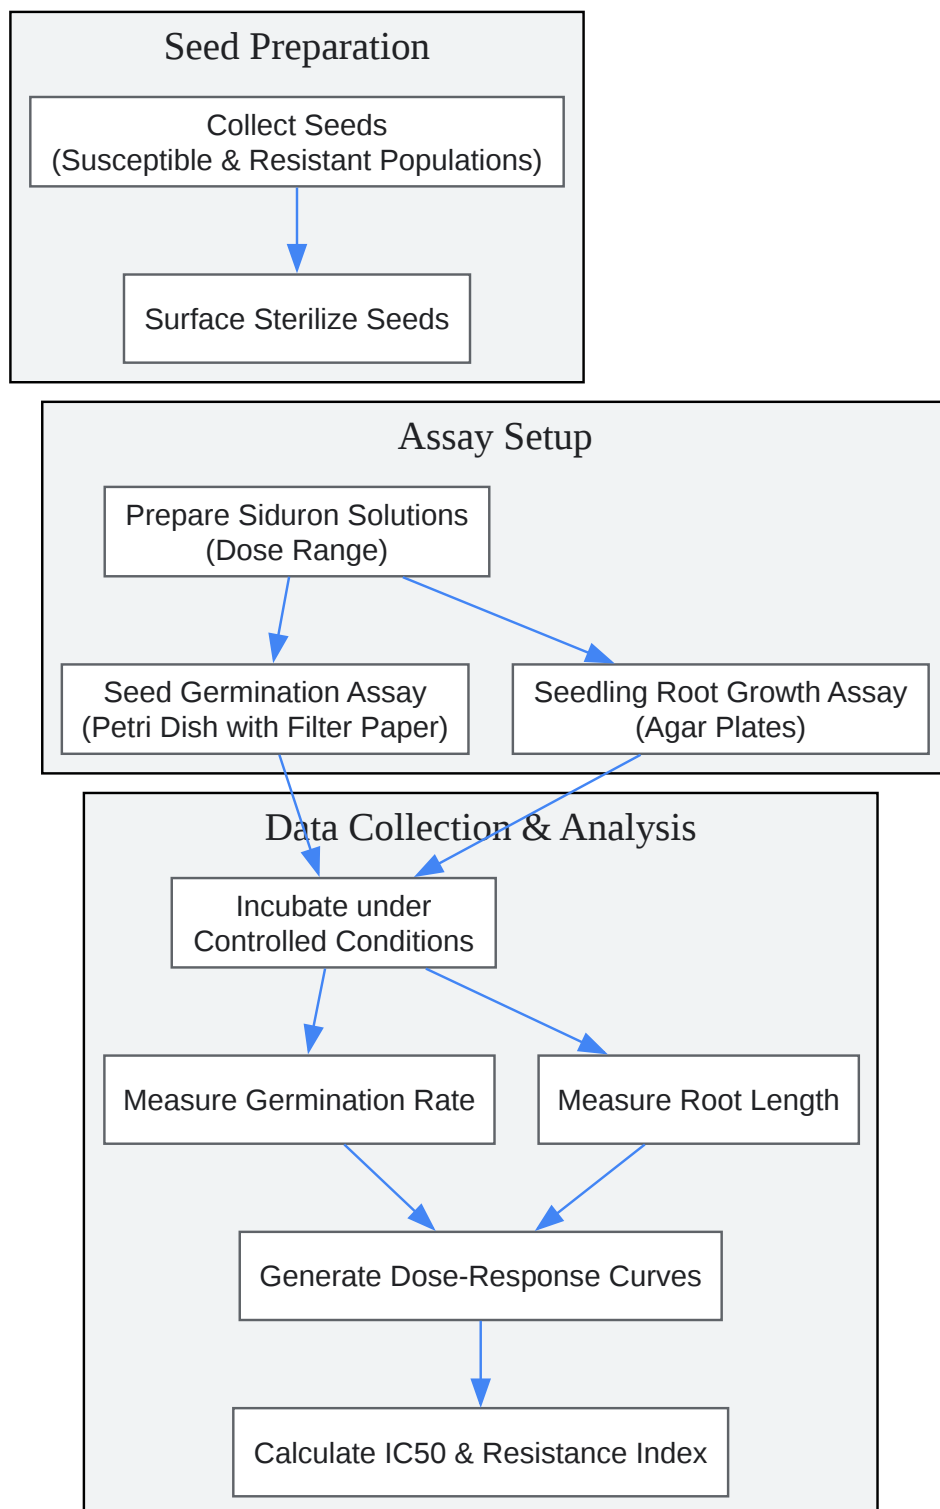 Seed Preparation
Collect Seeds
(Susceptible & Resistant Populations)
Surface Sterilize Seeds
Assay Setup
Prepare Siduron Solutions
(Dose Range)
Seed Germination Assay
(Petri Dish with Filter Paper)
Seedling Root Growth Assay
(Agar Plates)
Data Collection & Analysis
Incubate under
Controlled Conditions
Measure Germination Rate
Measure Root Length
Generate Dose-Response Curves
Calculate IC50 & Resistance Index